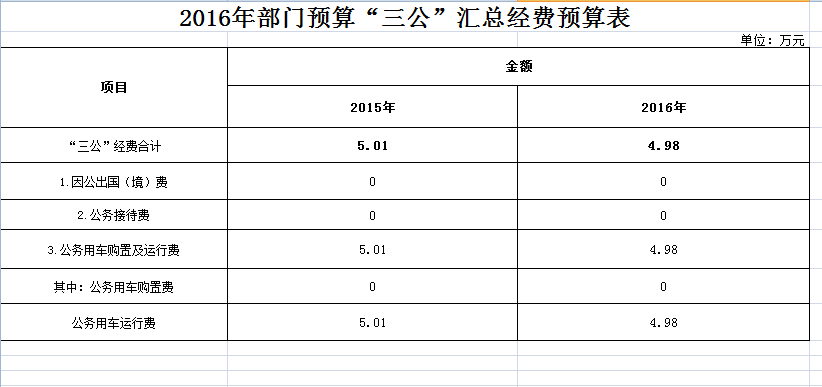 2016年部门预算“三公”汇总经费预算表
单位：万元
项目 金额
2015年 2016年
“三公”经费合计 5.01 4.98
1.因公出国（境）费 0 0
2.公务接待费 0 0
3.公务用车购置及运行费 5.01 4.98
其中：公务用车购置费 0 0
公务用车运行费 5.01 4.98